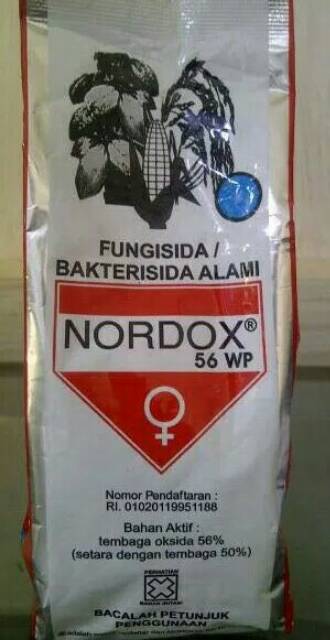 FUNGISIDA /
BAKTERISIDA ALAMI
NORDOX®
56 WP
Nomor Pendaftaran :
RI. 01020119951188
Bahan Aktif :
tembaga oksida 56%
(setara dengan tembaga 50%)
PERHATIAN
BACALAH PETUNJUK
PENGGUNAAN